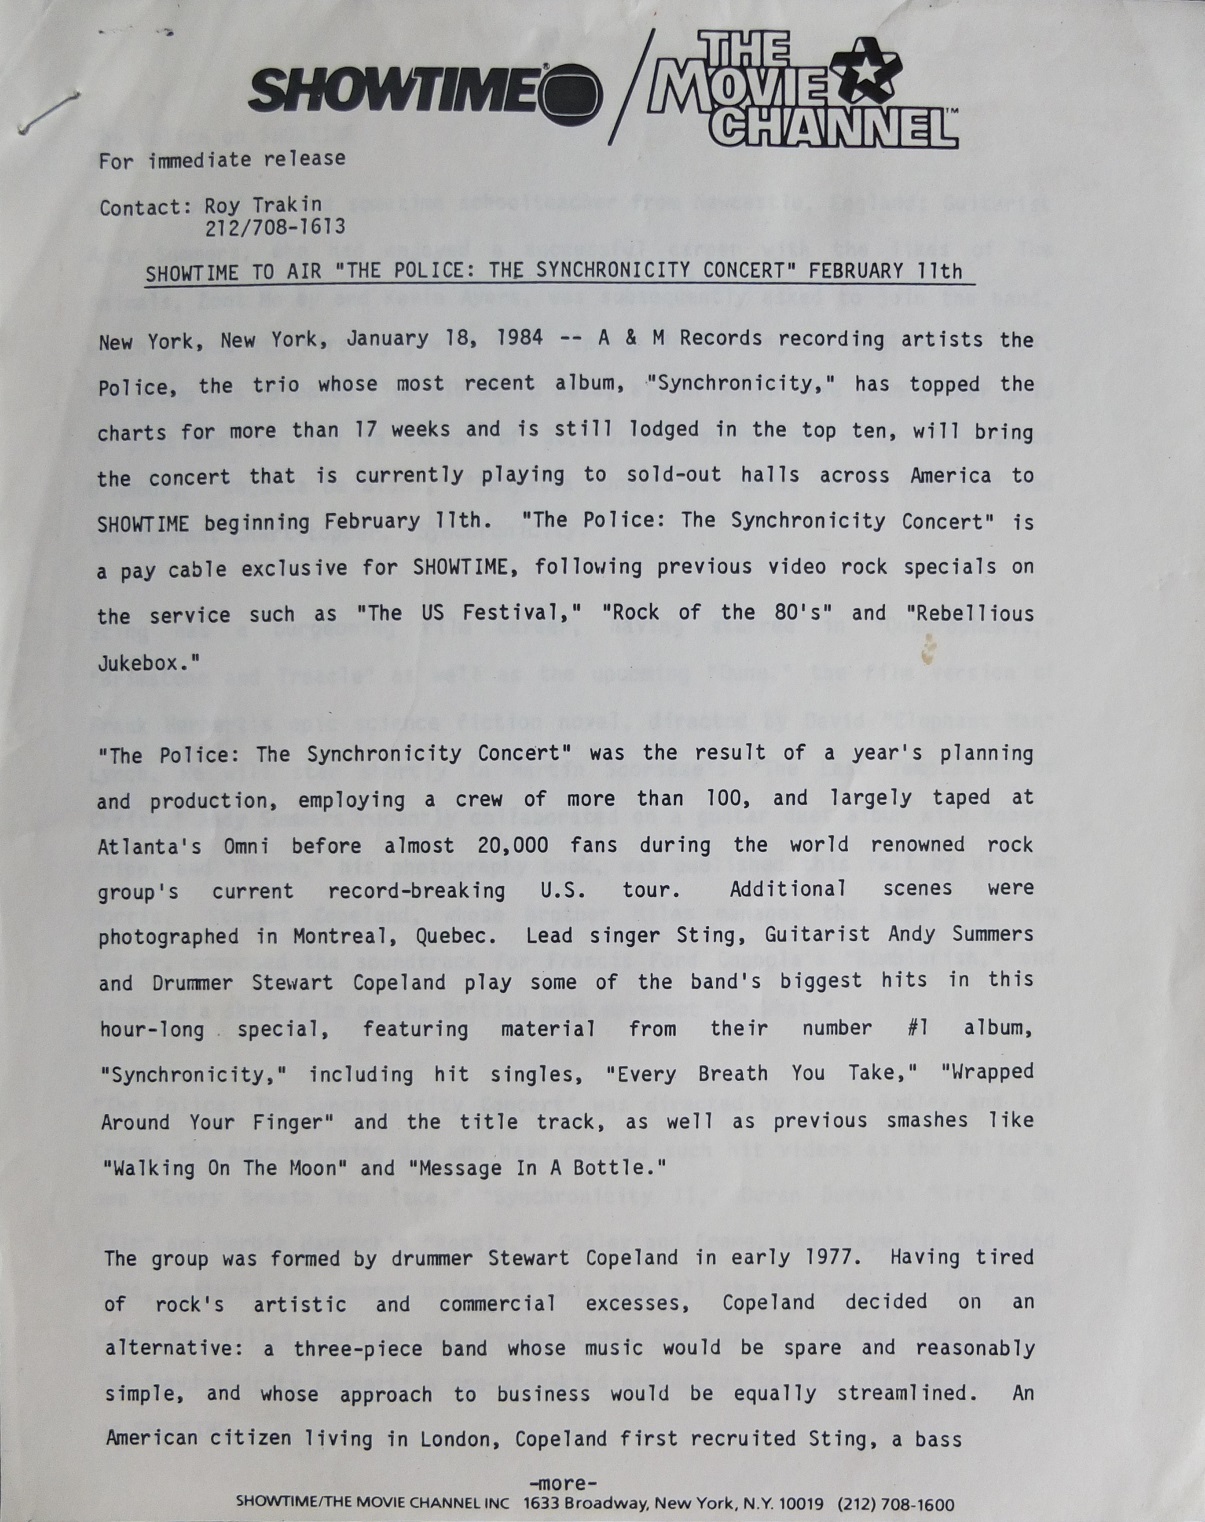 SHOWTIME® / THE MOVIE CHANNEL™
For immediate release
Contact: Roy Trakin
212/708-1613
SHOWTIME TO AIR "THE POLICE: THE SYNCHRONICITY CONCERT" FEBRUARY 11th
New York, New York, January 18, 1984 -- A & M Records recording artists the
Police, the trio whose most recent album, "Synchronicity," has topped the
charts for more than 17 weeks and is still lodged in the top ten, will bring
the concert that is currently playing to sold-out halls across America to
SHOWTIME beginning February 11th. "The Police: The Synchronicity Concert" is
a pay cable exclusive for SHOWTIME, following previous video rock specials on
the service such as "The US Festival," "Rock of the 80's" and "Rebellious
Jukebox."
"The Police: The Synchronicity Concert" was the result of a year's planning
and production, employing a crew of more than 100, and largely taped at
Atlanta's Omni before almost 20,000 fans during the world renowned rock
group's current record-breaking U.S. tour. Additional scenes were
photographed in Montreal, Quebec. Lead singer Sting, Guitarist Andy Summers
and Drummer Stewart Copeland play some of the band's biggest hits in this
hour-long special, featuring material from their number #1 album,
"Synchronicity," including hit singles, "Every Breath You Take," "Wrapped
Around Your Finger" and the title track, as well as previous smashes like
"Walking On The Moon" and "Message In A Bottle."
The group was formed by drummer Stewart Copeland in early 1977. Having tired
of rock's artistic and commercial excesses, Copeland decided on an
alternative: a three-piece band whose music would be spare and reasonably
simple, and whose approach to business would be equally streamlined. An
American citizen living in London, Copeland first recruited Sting, a bass
-more-
SHOWTIME/THE MOVIE CHANNEL INC 1633 Broadway, New York, N.Y. 10019 (212) 708-1600